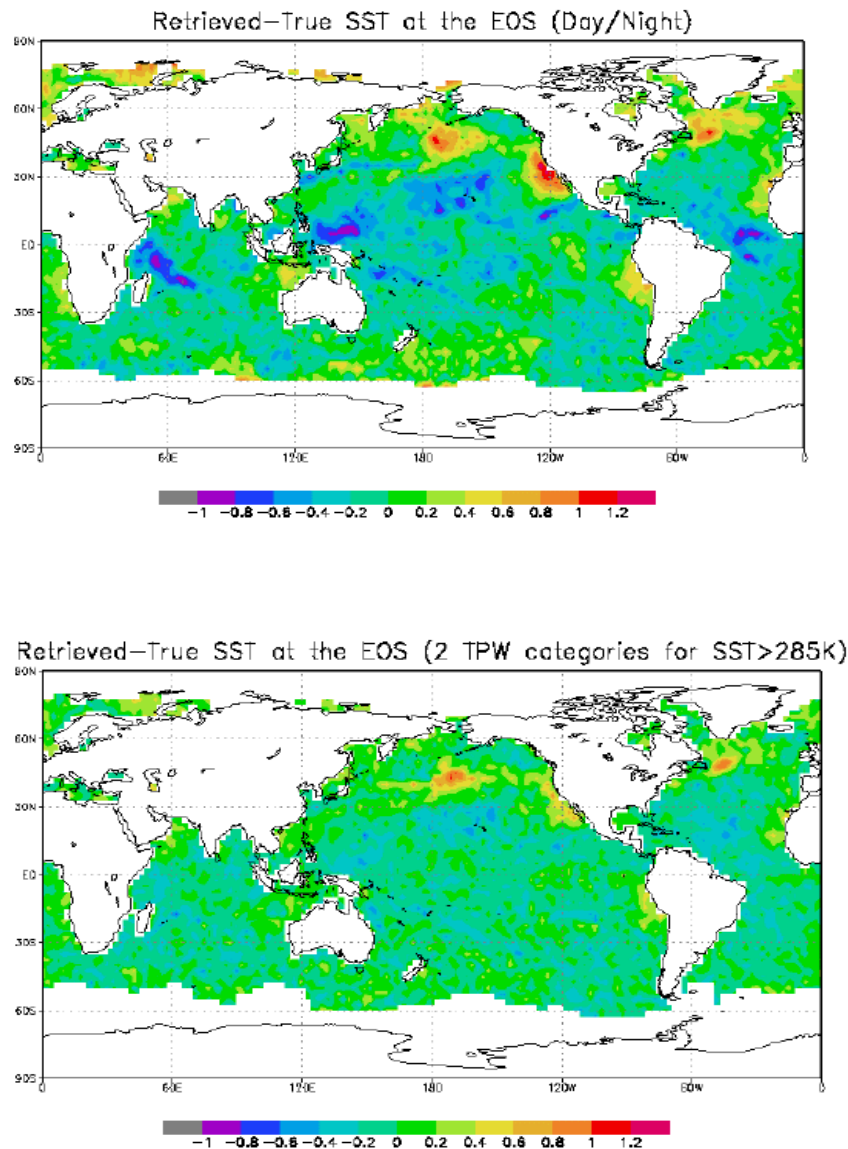 Retrieved-True SST at the EOS (Day/Night)
90N
60N
30N
EQ
30S
60S
90S
0 60E 120E 180 120W 60W 0
-1 -0.8 -0.6 -0.4 -0.2 0 0.2 0.4 0.6 0.8 1 1.2
Retrieved-True SST at the EOS (2 TPW categories for SST>285K)
90N
60N
30N
EQ
30S
60S
90S
0 60E 120E 180 120W 60W 0
-1 -0.8 -0.6 -0.4 -0.2 0 0.2 0.4 0.6 0.8 1 1.2